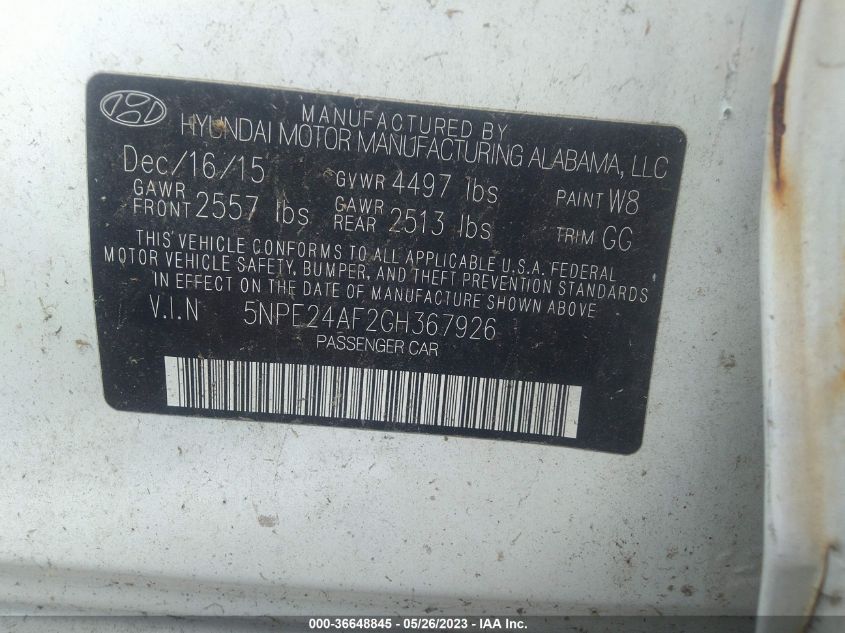 MANUFACTURED BY
HYUNDAI MOTOR MANUFACTURING ALABAMA, LLC
Dec/16/15 GVWR 4497 lbs PAINT W8
GAWR FRONT 2557 lbs GAWR REAR 2513 lbs TRIM GG
THIS VEHICLE CONFORMS TO ALL APPLICABLE U.S.A. FEDERAL
MOTOR VEHICLE SAFETY, BUMPER, AND THEFT PREVENTION STANDARDS
IN EFFECT ON THE DATE OF MANUFACTURE SHOWN ABOVE
V.I.N 5NPE24AF2GH367926
PASSENGER CAR
000-36648845 - 05/26/2023 - IAA Inc.